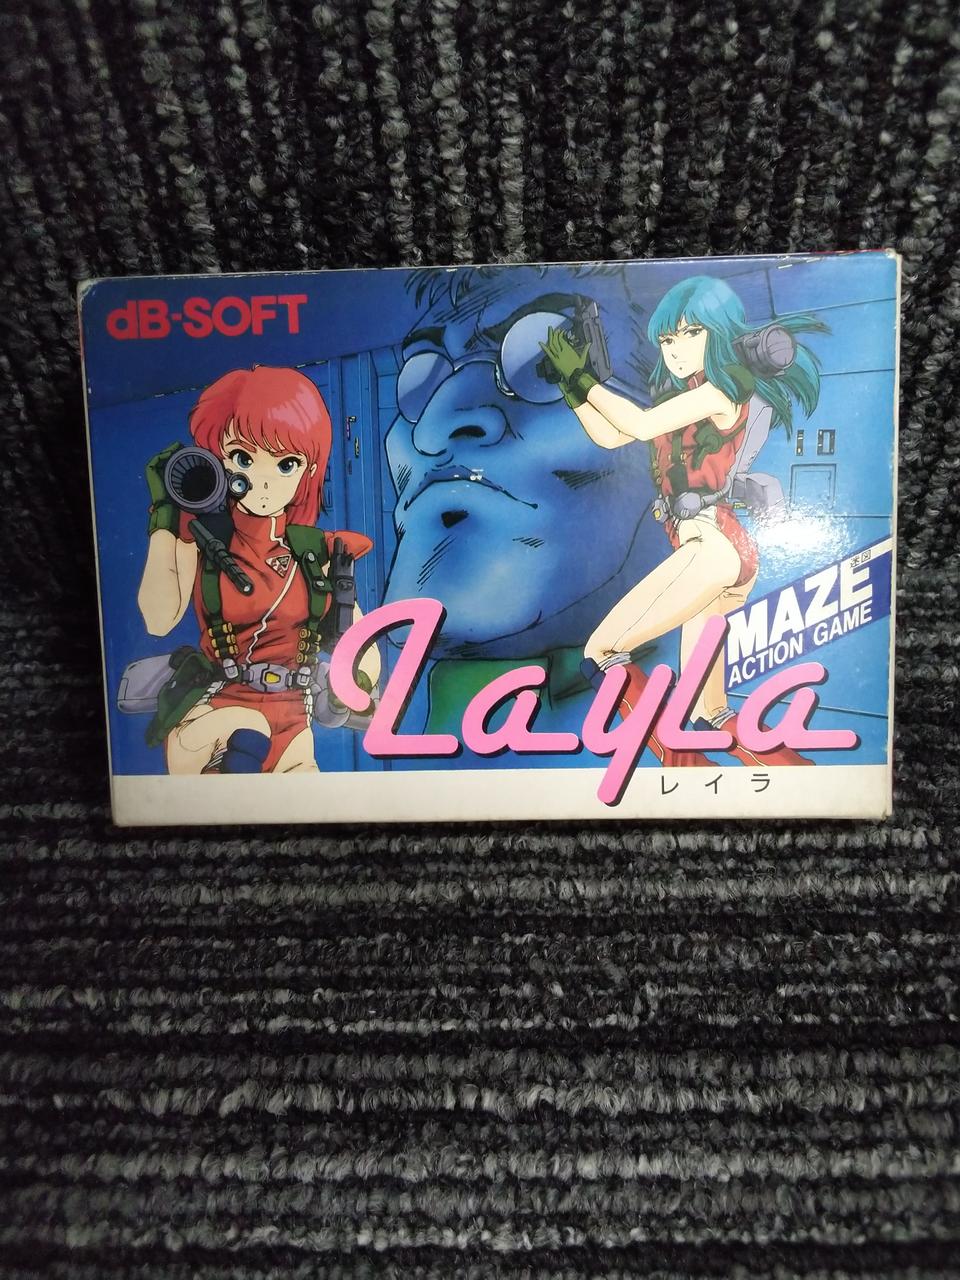 dB-SOFT
迷図
MAZE
ACTION GAME
Layla
レイラ